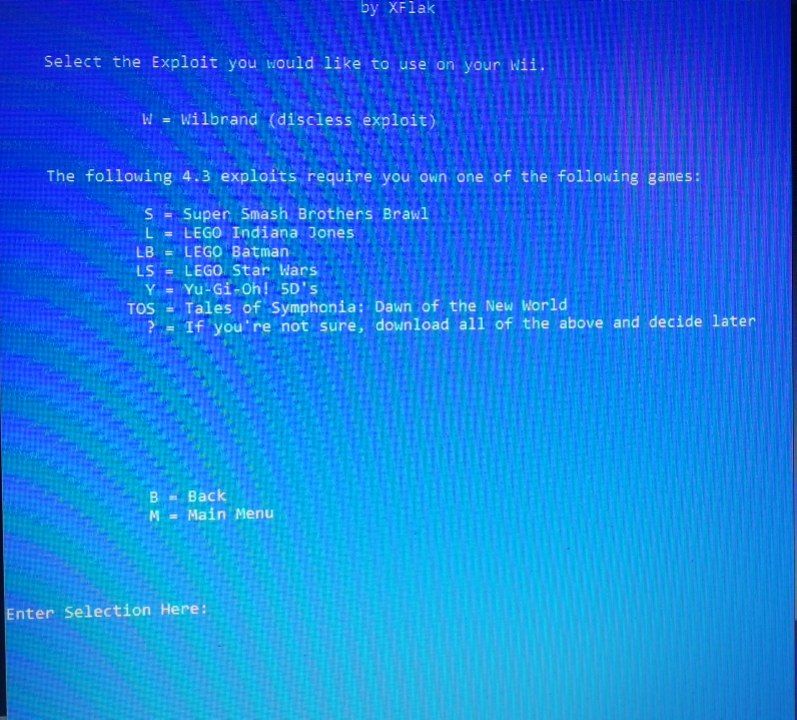 by XFlak
Select the Exploit you would like to use on your Wii.
W = Wilbrand (discless exploit)
The following 4.3 exploits require you own one of the following games:
S = Super Smash Brothers Brawl
L = LEGO Indiana Jones
LB = LEGO Batman
LS = LEGO Star Wars
Y = Yu-Gi-Oh! 5D's
TOS = Tales of Symphonia: Dawn of the New World
? = If you're not sure, download all of the above and decide later
B = Back
M = Main Menu
Enter Selection Here: